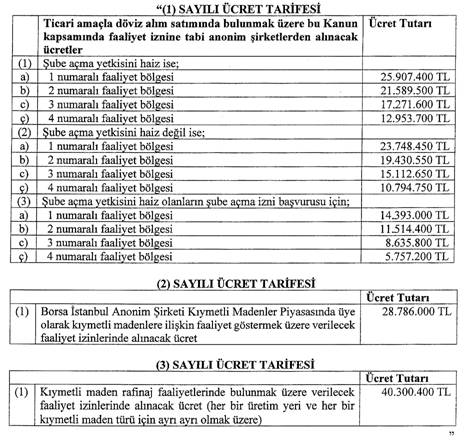 "(1) SAYILI ÜCRET TARİFESİ
Ticari amaçla döviz alım satımında bulunmak üzere bu Kanun Ücret Tutarı
kapsamında faaliyet iznine tabi anonim şirketlerden alınacak
ücretler
(1) Şube açma yetkisini haiz ise;
a) 1 numaralı faaliyet bölgesi 25.907.400 TL
b) 2 numaralı faaliyet bölgesi 21.589.500 TL
c) 3 numaralı faaliyet bölgesi 17.271.600 TL
ç) 4 numaralı faaliyet bölgesi 12.953.700 TL
(2) Şube açma yetkisini haiz değil ise;
a) 1 numaralı faaliyet bölgesi 23.748.450 TL
b) 2 numaralı faaliyet bölgesi 19.430.550 TL
c) 3 numaralı faaliyet bölgesi 15.112.650 TL
ç) 4 numaralı faaliyet bölgesi 10.794.750 TL
(3) Şube açma yetkisini haiz olanların şube açma izni başvurusu için;
a) 1 numaralı faaliyet bölgesi 14.393.000 TL
b) 2 numaralı faaliyet bölgesi 11.514.400 TL
c) 3 numaralı faaliyet bölgesi 8.635.800 TL
ç) 4 numaralı faaliyet bölgesi 5.757.200 TL
(2) SAYILI ÜCRET TARİFESİ
Ücret Tutarı
(1) Borsa İstanbul Anonim Şirketi Kıymetli Madenler Piyasasında üye 28.786.000 TL
olarak kıymetli madenlere ilişkin faaliyet göstermek üzere verilecek
faaliyet izinlerinde alınacak ücret
(3) SAYILI ÜCRET TARİFESİ
Ücret Tutarı
(1) Kıymetli maden rafinaj faaliyetlerinde bulunmak üzere verilecek 40.300.400 TL
faaliyet izinlerinde alınacak ücret (her bir üretim yeri ve her bir
kıymetli maden türü için ayrı ayrı olmak üzere)
"